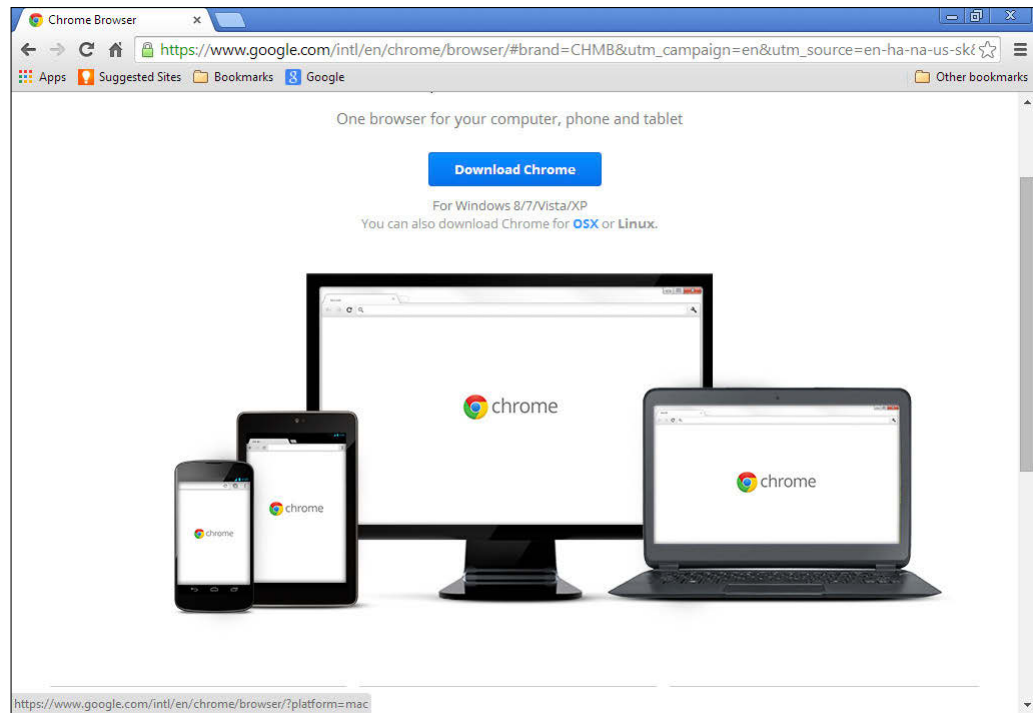 Chrome Browser
https://www.google.com/intl/en/chrome/browser/#brand=CHMB&utm_campaign=en&utm_source=en-ha-na-us-sk
Apps Suggested Sites Bookmarks Google Other bookmarks
One browser for your computer, phone and tablet
Download Chrome
For Windows 8/7/Vista/XP
You can also download Chrome for OSX or Linux.
chrome
chrome
chrome
chrome
https://www.google.com/intl/en/chrome/browser/?platform=mac